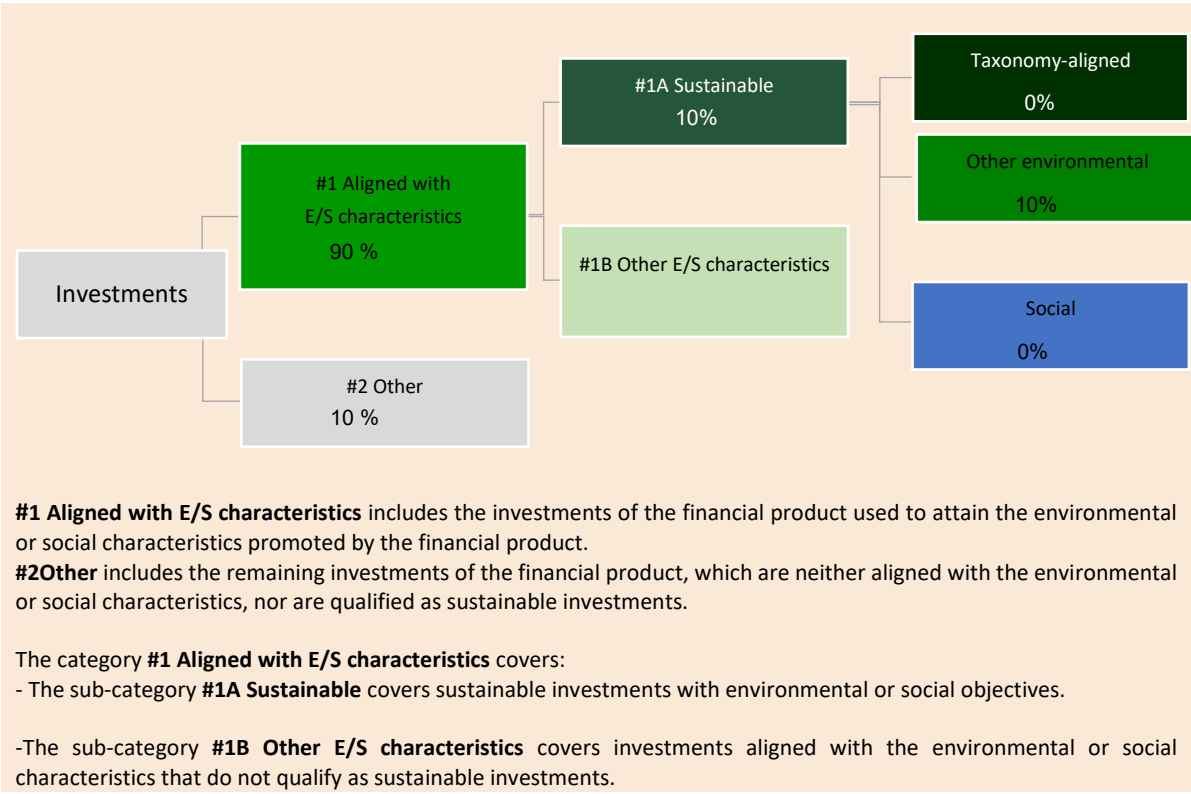 Investments
#1 Aligned with
E/S characteristics
90 %
#2 Other
10 %
#1A Sustainable
10%
#1B Other E/S characteristics
Taxonomy-aligned
0%
Other environmental
10%
Social
0%
#1 Aligned with E/S characteristics includes the investments of the financial product used to attain the environmental
or social characteristics promoted by the financial product.
#2Other includes the remaining investments of the financial product, which are neither aligned with the environmental
or social characteristics, nor are qualified as sustainable investments.
The category #1 Aligned with E/S characteristics covers:
- The sub-category #1A Sustainable covers sustainable investments with environmental or social objectives.
-The sub-category #1B Other E/S characteristics covers investments aligned with the environmental or social
characteristics that do not qualify as sustainable investments.